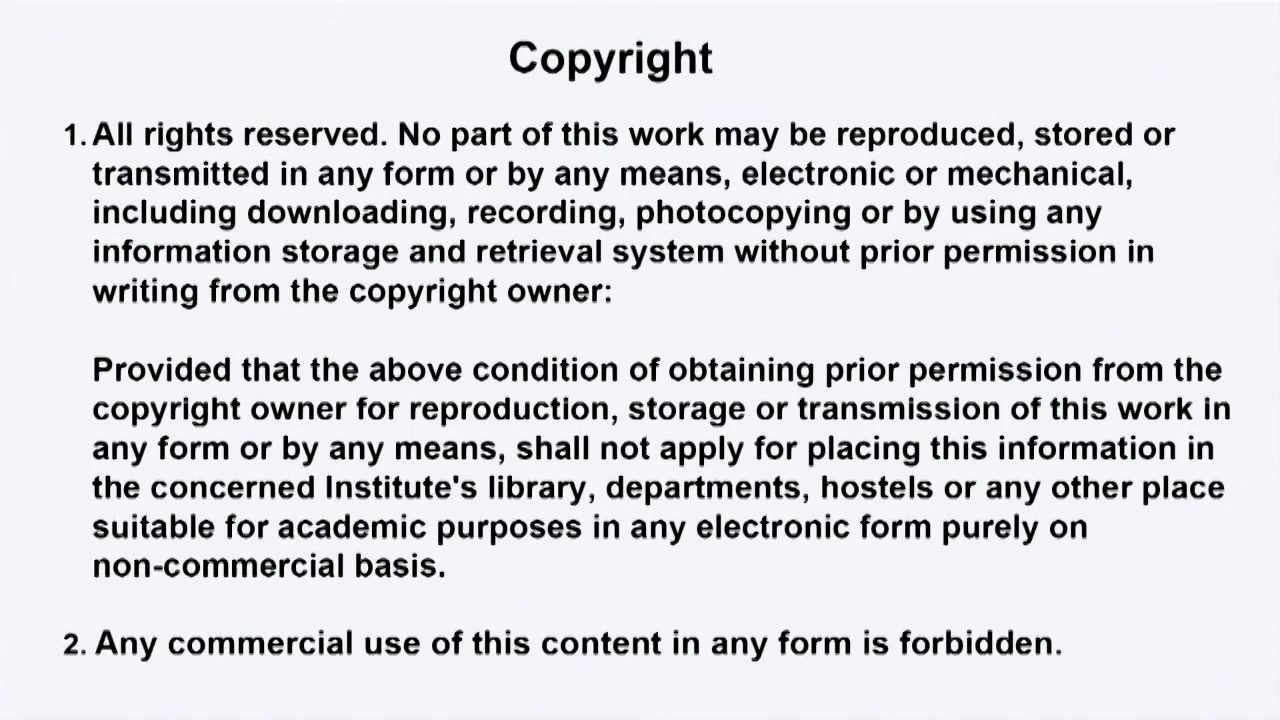 Copyright
1. All rights reserved. No part of this work may be reproduced, stored or
transmitted in any form or by any means, electronic or mechanical,
including downloading, recording, photocopying or by using any
information storage and retrieval system without prior permission in
writing from the copyright owner:
Provided that the above condition of obtaining prior permission from the
copyright owner for reproduction, storage or transmission of this work in
any form or by any means, shall not apply for placing this information in
the concerned Institute's library, departments, hostels or any other place
suitable for academic purposes in any electronic form purely on
non-commercial basis.
2. Any commercial use of this content in any form is forbidden.